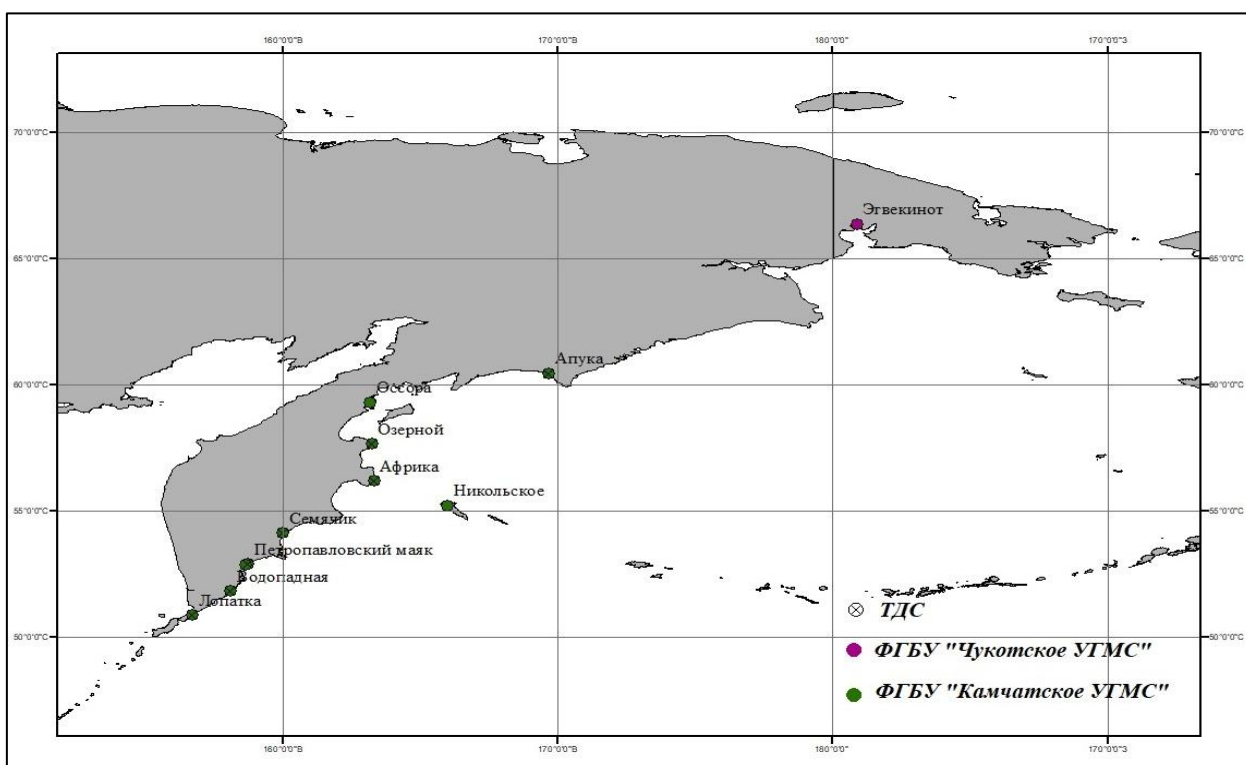 160°0'0"В 170°0'0"В 180°0'0" 170°0'0"З
70°0'0"С 70°0'0"С
Эгвекинот
65°0'0"С 65°0'0"С
Апука
60°0'0"С 60°0'0"С
Оссора
Озерной
Африка
Никольское
55°0'0"С 55°0'0"С
Семячик
Петропавловский маяк
Водопадная
Лопатка
ТДС
50°0'0"С 50°0'0"С
ФГБУ "Чукотское УГМС"
ФГБУ "Камчатское УГМС"
160°0'0"В 170°0'0"В 180°0'0" 170°0'0"З